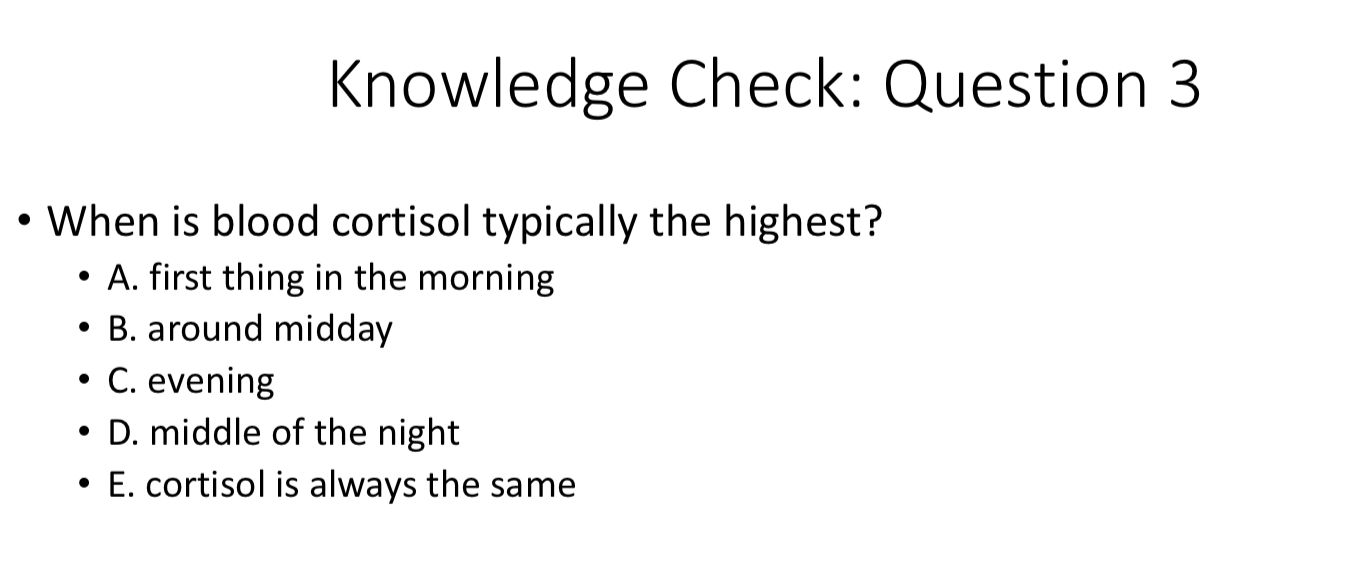 Knowledge Check: Question 3
• When is blood cortisol typically the highest?
• A. first thing in the morning
• B. around midday
• C. evening
• D. middle of the night
• E. cortisol is always the same